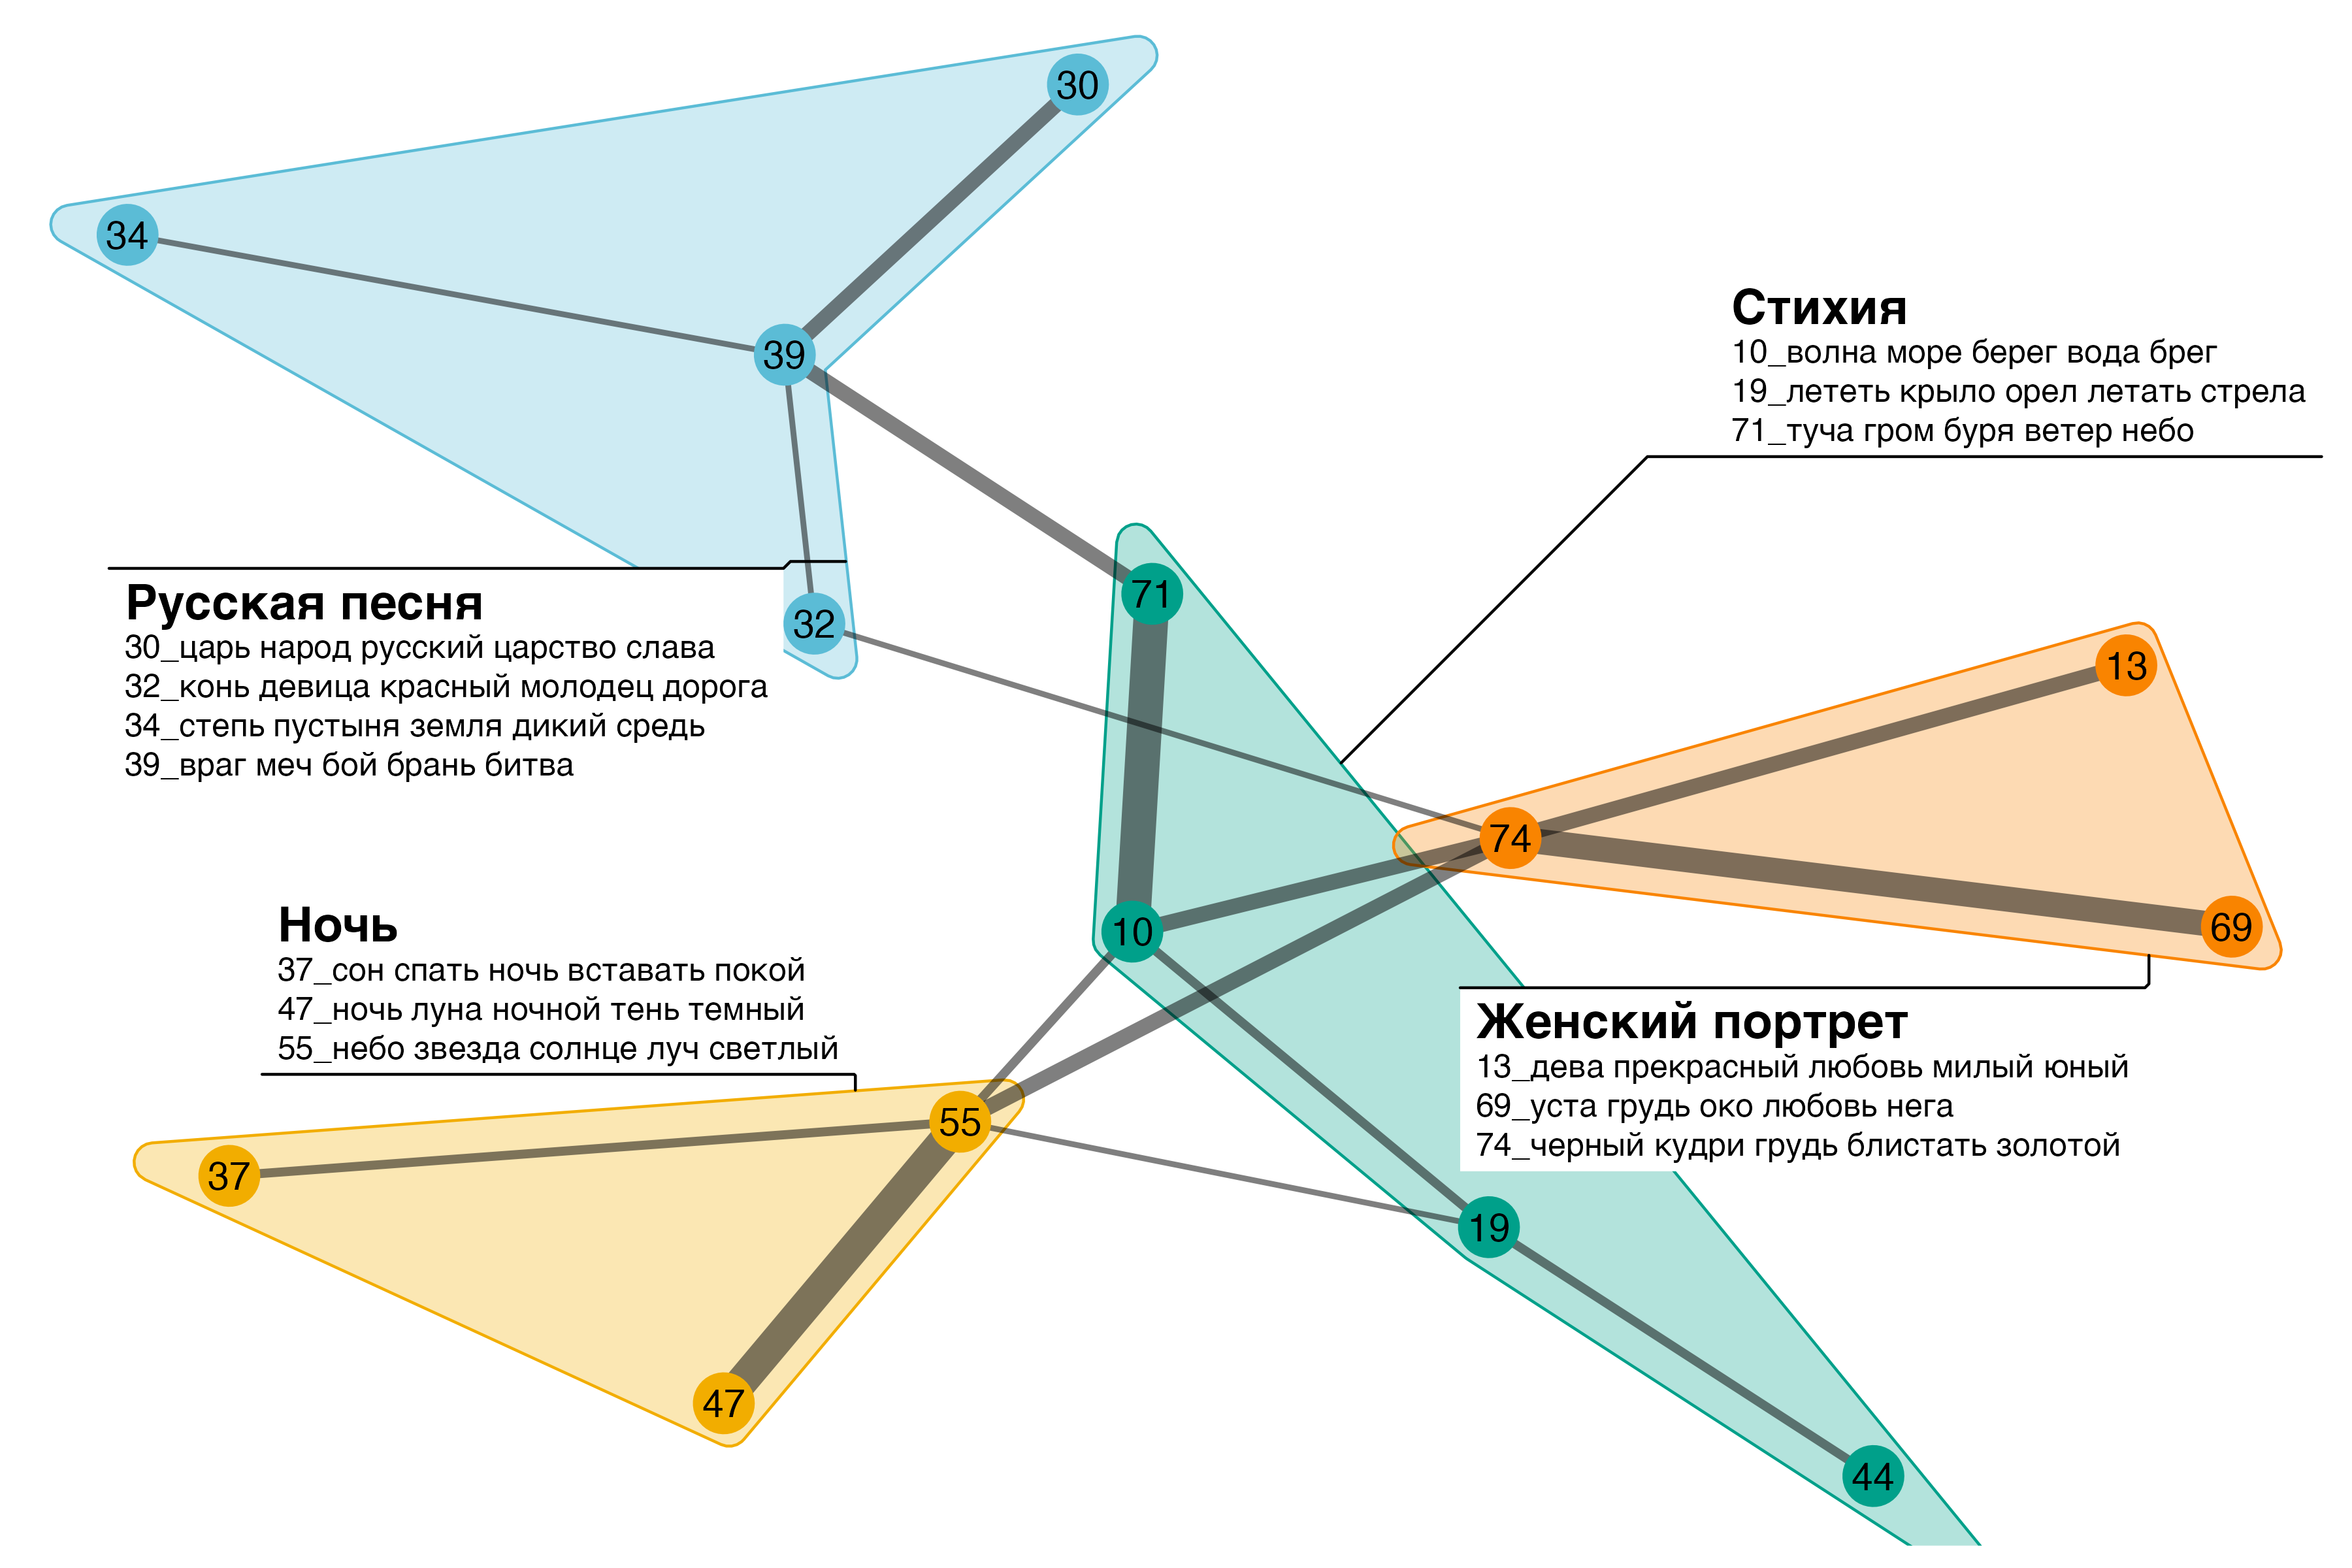 30
34
39
Стихия
10_волна море берег вода брег
19_лететь крыло орел летать стрела
71_туча гром буря ветер небо
71
32
Русская песня
30_царь народ русский царство слава
32_конь девица красный молодец дорога
34_степь пустыня земля дикий средь
39_враг меч бой брань битва
13
74
69
10
Ночь
37_сон спать ночь вставать покой
47_ночь луна ночной тень темный
55_небо звезда солнце луч светлый
Женский портрет
13_дева прекрасный любовь милый юный
69_уста грудь око любовь нега
74_черный кудри грудь блистать золотой
55
37
19
47
44